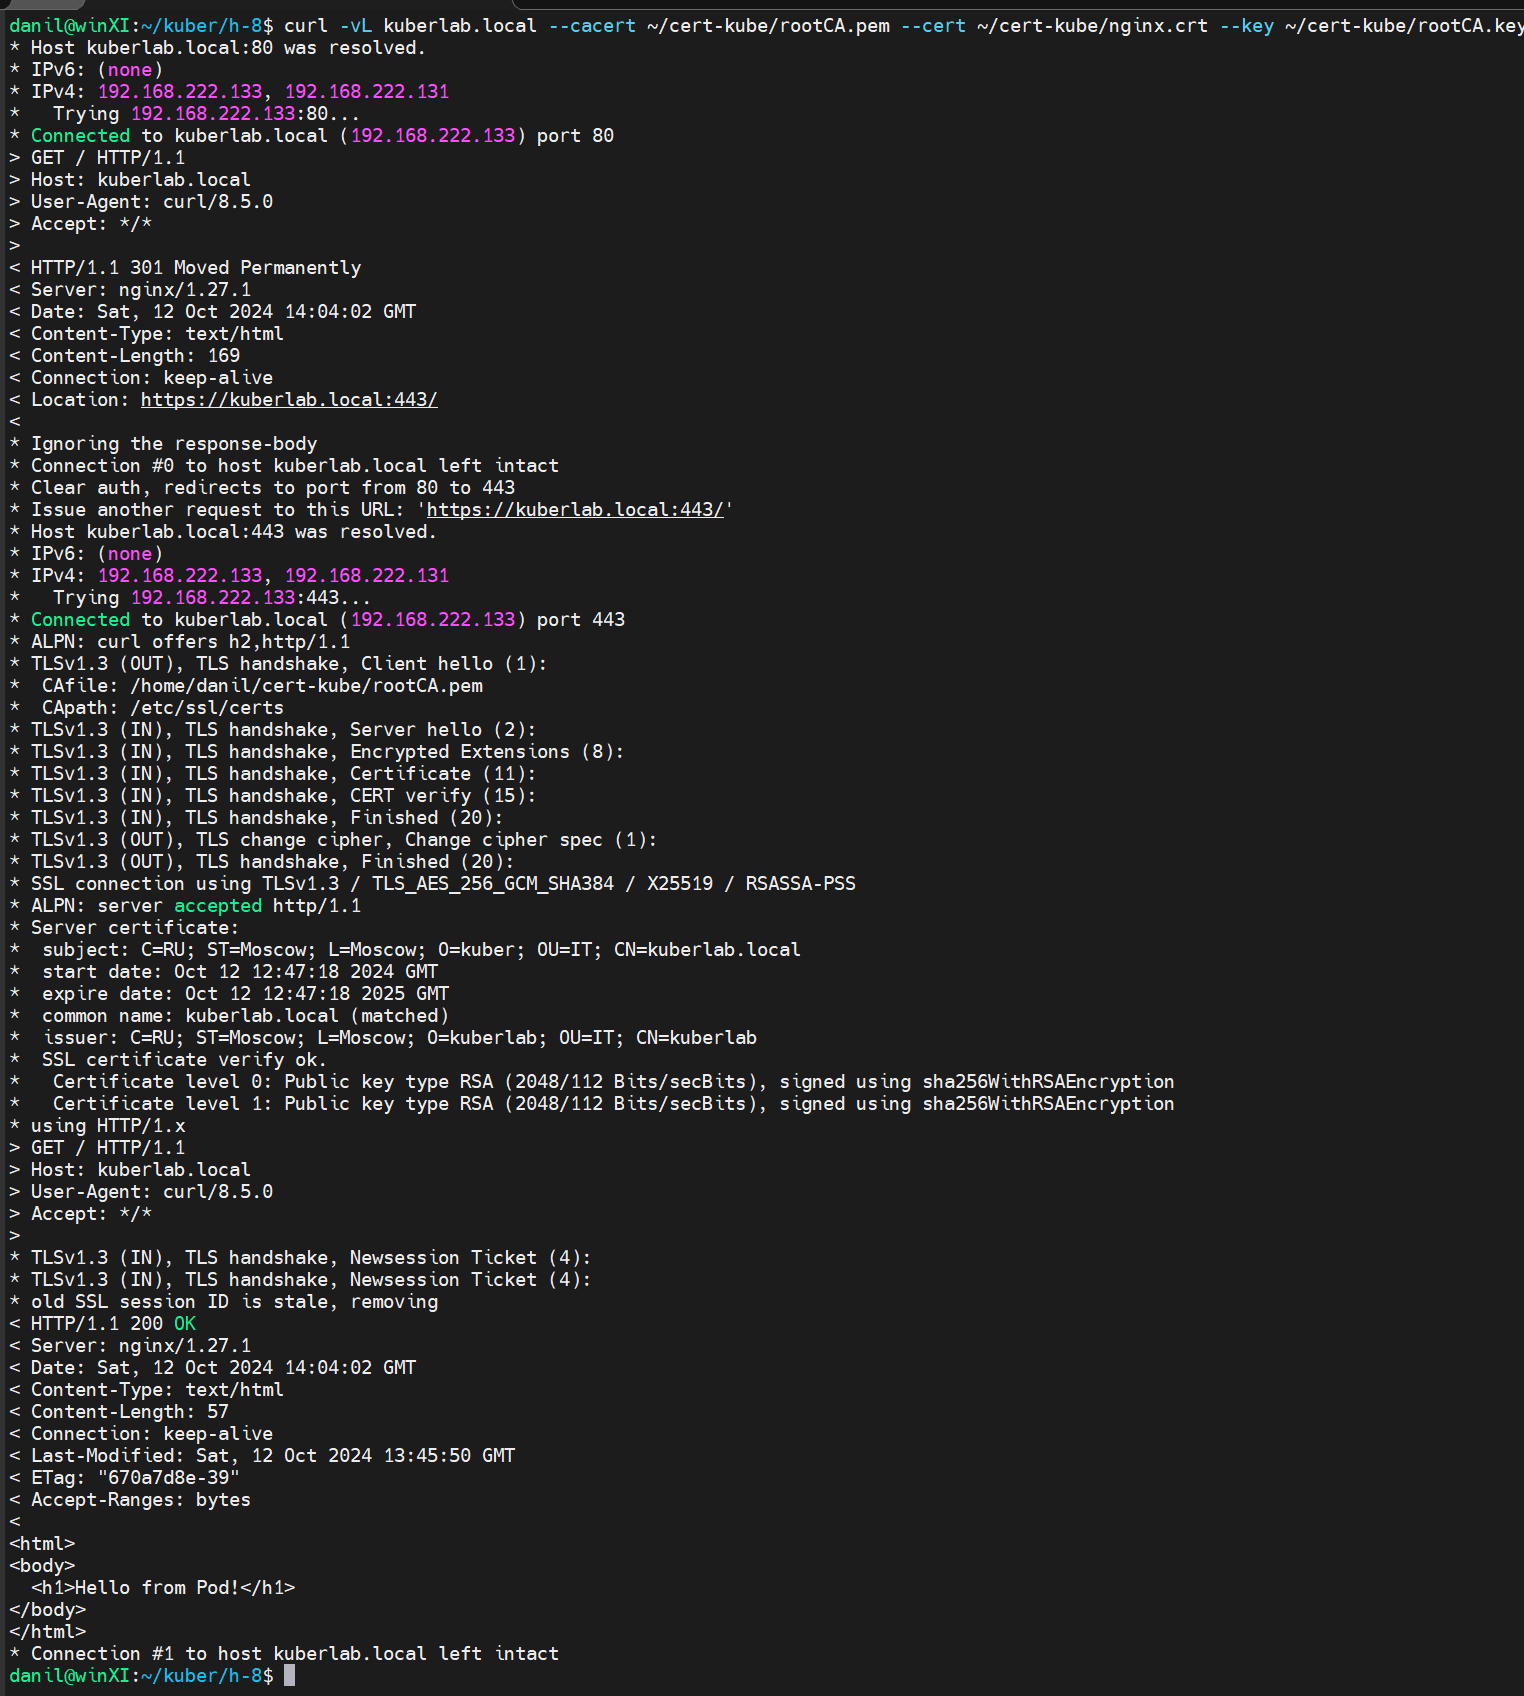 danil@winXI:~/kuber/h-8$ curl -vL kuberlab.local --cacert ~/cert-kube/rootCA.pem --cert ~/cert-kube/nginx.crt --key ~/cert-kube/rootCA.key
* Host kuberlab.local:80 was resolved.
* IPv6: (none)
* IPv4: 192.168.222.133, 192.168.222.131
*   Trying 192.168.222.133:80...
* Connected to kuberlab.local (192.168.222.133) port 80
> GET / HTTP/1.1
> Host: kuberlab.local
> User-Agent: curl/8.5.0
> Accept: */*
>
< HTTP/1.1 301 Moved Permanently
< Server: nginx/1.27.1
< Date: Sat, 12 Oct 2024 14:04:02 GMT
< Content-Type: text/html
< Content-Length: 169
< Connection: keep-alive
< Location: https://kuberlab.local:443/
<
* Ignoring the response-body
* Connection #0 to host kuberlab.local left intact
* Clear auth, redirects to port from 80 to 443
* Issue another request to this URL: 'https://kuberlab.local:443/'
* Host kuberlab.local:443 was resolved.
* IPv6: (none)
* IPv4: 192.168.222.133, 192.168.222.131
*   Trying 192.168.222.133:443...
* Connected to kuberlab.local (192.168.222.133) port 443
* ALPN: curl offers h2,http/1.1
* TLSv1.3 (OUT), TLS handshake, Client hello (1):
*  CAfile: /home/danil/cert-kube/rootCA.pem
*  CApath: /etc/ssl/certs
* TLSv1.3 (IN), TLS handshake, Server hello (2):
* TLSv1.3 (IN), TLS handshake, Encrypted Extensions (8):
* TLSv1.3 (IN), TLS handshake, Certificate (11):
* TLSv1.3 (IN), TLS handshake, CERT verify (15):
* TLSv1.3 (IN), TLS handshake, Finished (20):
* TLSv1.3 (OUT), TLS change cipher, Change cipher spec (1):
* TLSv1.3 (OUT), TLS handshake, Finished (20):
* SSL connection using TLSv1.3 / TLS_AES_256_GCM_SHA384 / X25519 / RSASSA-PSS
* ALPN: server accepted http/1.1
* Server certificate:
*  subject: C=RU; ST=Moscow; L=Moscow; O=kuber; OU=IT; CN=kuberlab.local
*  start date: Oct 12 12:47:18 2024 GMT
*  expire date: Oct 12 12:47:18 2025 GMT
*  common name: kuberlab.local (matched)
*  issuer: C=RU; ST=Moscow; L=Moscow; O=kuberlab; OU=IT; CN=kuberlab
*  SSL certificate verify ok.
*   Certificate level 0: Public key type RSA (2048/112 Bits/secBits), signed using sha256WithRSAEncryption
*   Certificate level 1: Public key type RSA (2048/112 Bits/secBits), signed using sha256WithRSAEncryption
* using HTTP/1.x
> GET / HTTP/1.1
> Host: kuberlab.local
> User-Agent: curl/8.5.0
> Accept: */*
>
* TLSv1.3 (IN), TLS handshake, Newsession Ticket (4):
* TLSv1.3 (IN), TLS handshake, Newsession Ticket (4):
* old SSL session ID is stale, removing
< HTTP/1.1 200 OK
< Server: nginx/1.27.1
< Date: Sat, 12 Oct 2024 14:04:02 GMT
< Content-Type: text/html
< Content-Length: 57
< Connection: keep-alive
< Last-Modified: Sat, 12 Oct 2024 13:45:50 GMT
< ETag: "670a7d8e-39"
< Accept-Ranges: bytes
<
<html>
<body>
  <h1>Hello from Pod!</h1>
</body>
</html>
* Connection #1 to host kuberlab.local left intact
danil@winXI:~/kuber/h-8$